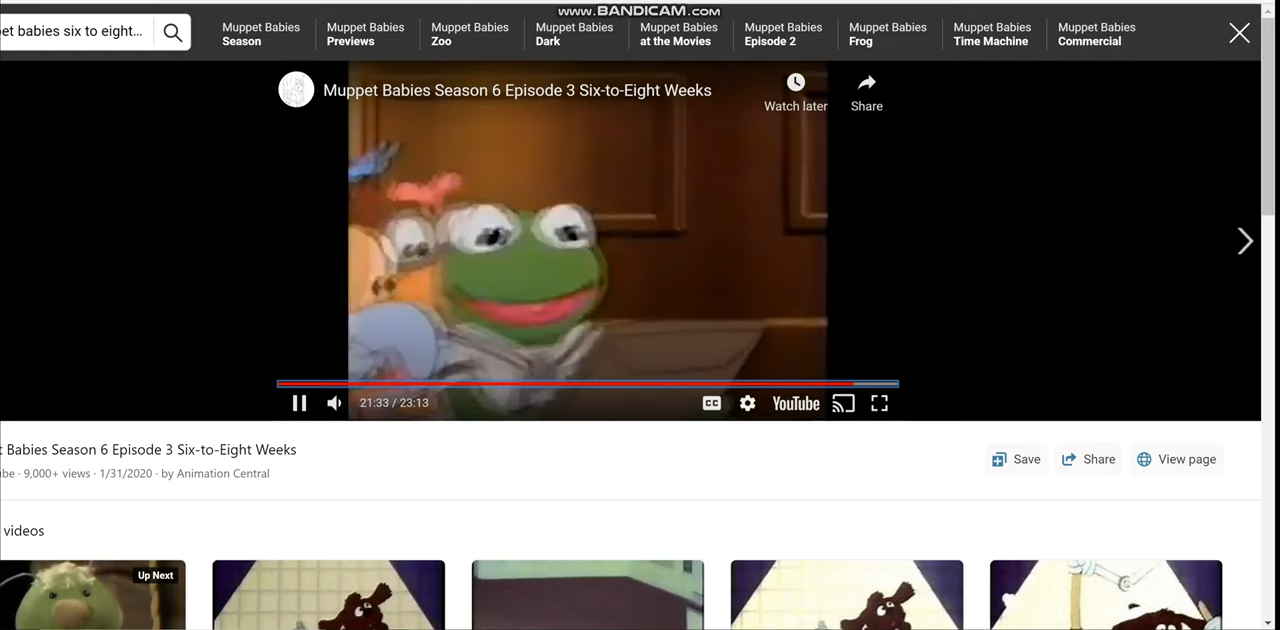 www.BANDICAM.com
et babies six to eight...
Muppet Babies
Season
Muppet Babies
Previews
Muppet Babies
Zoo
Muppet Babies
Dark
Muppet Babies
at the Movies
Muppet Babies
Episode 2
Muppet Babies
Frog
Muppet Babies
Time Machine
Muppet Babies
Commercial
Muppet Babies Season 6 Episode 3 Six-to-Eight Weeks
Watch later
Share
21:33 / 23:13
CC
YouTube
t Babies Season 6 Episode 3 Six-to-Eight Weeks
be · 9,000+ views · 1/31/2020 · by Animation Central
Save
Share
View page
videos
Up Next